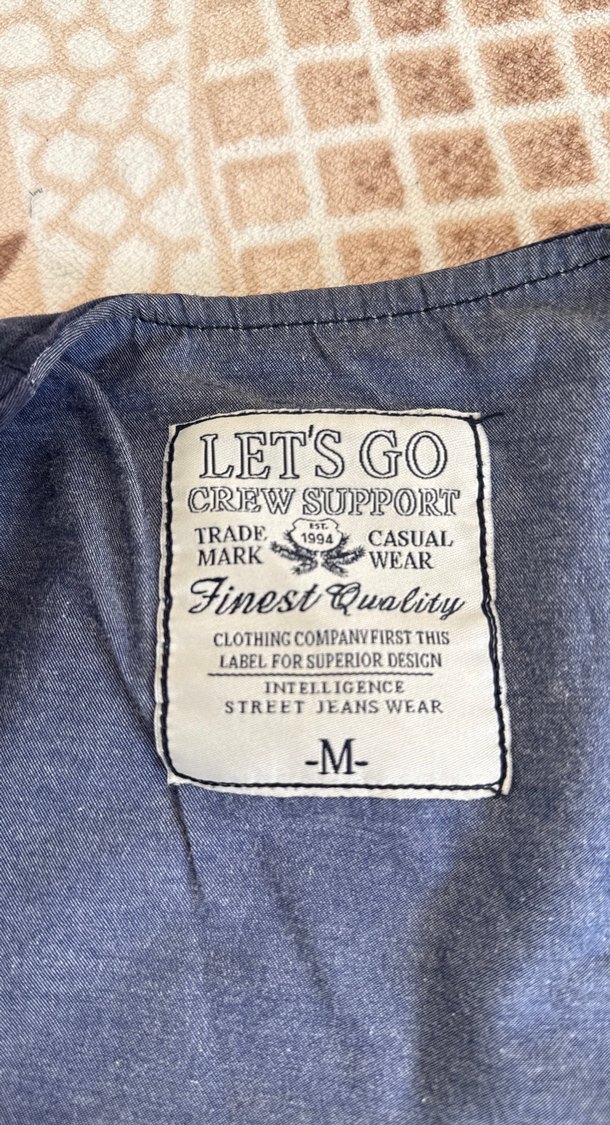 LET'S GO
CREW SUPPORT
TRADE MARK
EST. 1994
CASUAL WEAR
Finest Quality
CLOTHING COMPANY FIRST THIS
LABEL FOR SUPERIOR DESIGN
INTELLIGENCE
STREET JEANS WEAR
-M-